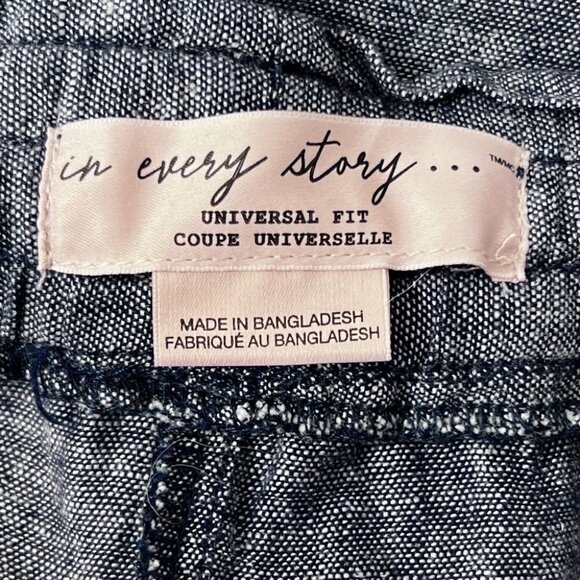 in every story... TM/MC
UNIVERSAL FIT
COUPE UNIVERSELLE
MADE IN BANGLADESH
FABRIQUÉ AU BANGLADESH